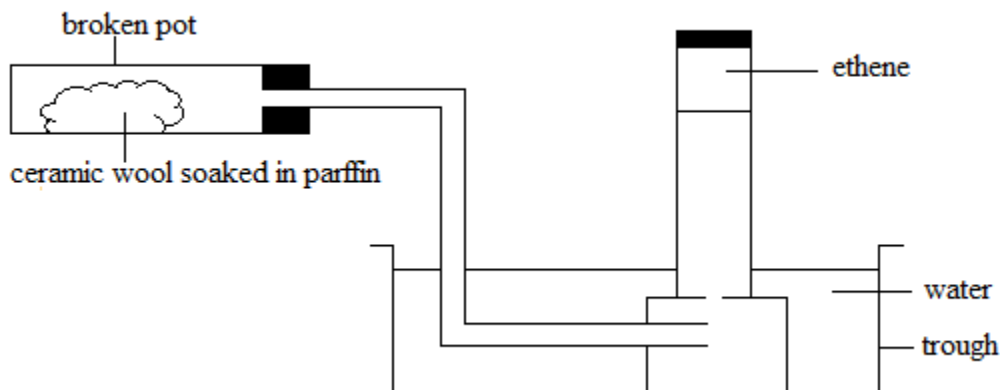 broken pot
ethene
ceramic wool soaked in parffin
water
trough